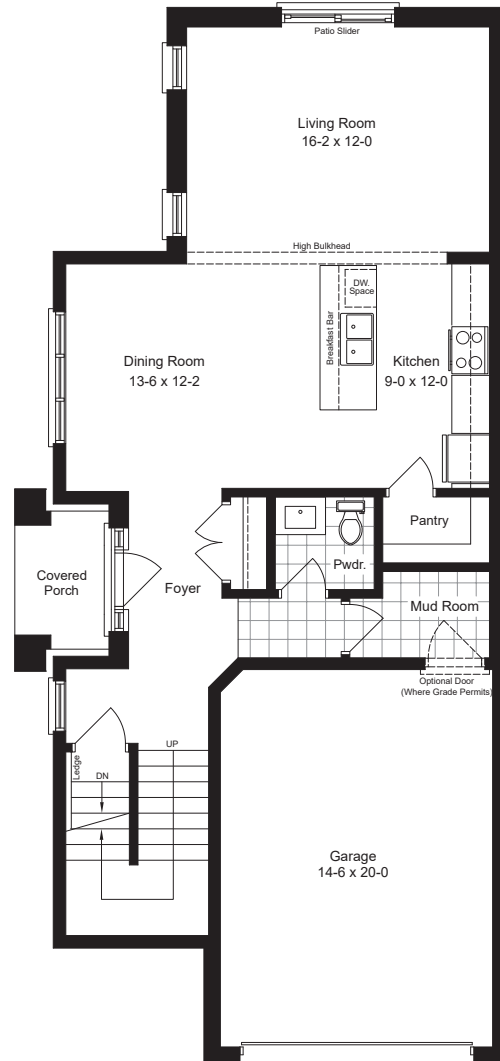 Patio Slider
Living Room
16-2 x 12-0
High Bulkhead
DW.
Space
Breakfast Bar
Dining Room
13-6 x 12-2
Kitchen
9-0 x 12-0
Pantry
Pwdr.
Covered
Porch
Foyer
Mud Room
Optional Door
(Where Grade Permits)
UP
Ledge
DN
Garage
14-6 x 20-0